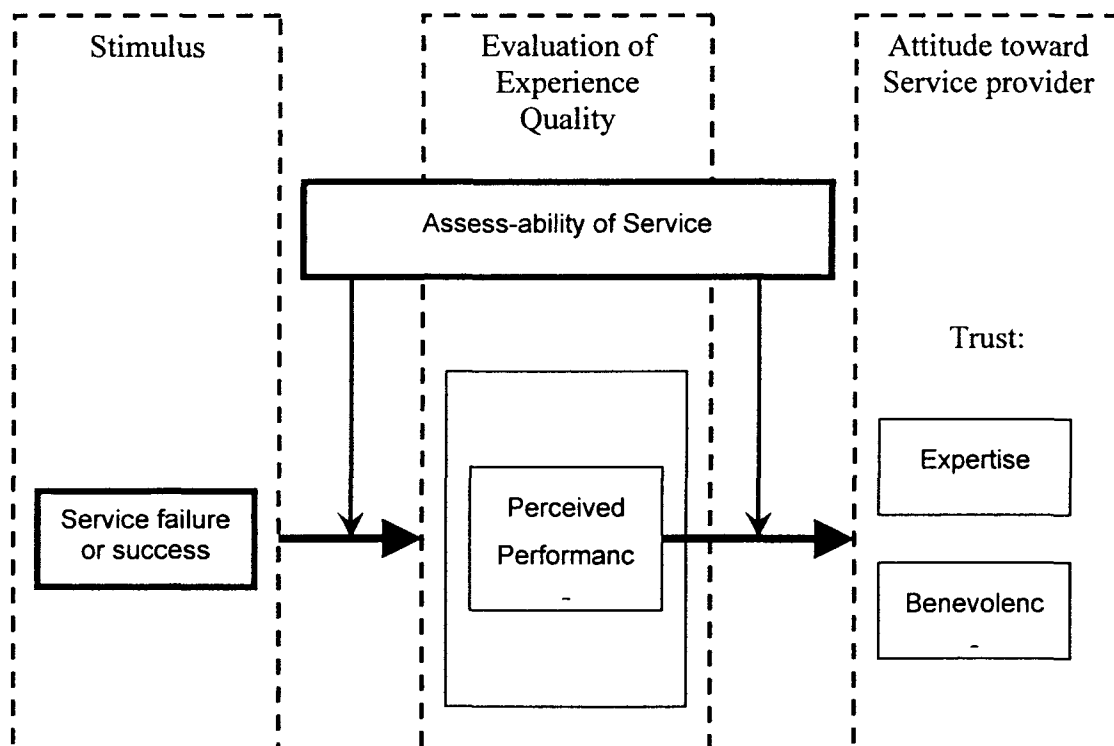 Stimulus
Evaluation of
Experience
Quality
Attitude toward
Service provider
Assess-ability of Service
Trust:
Service failure
or success
Perceived
Performanc
Expertise
Benevolenc